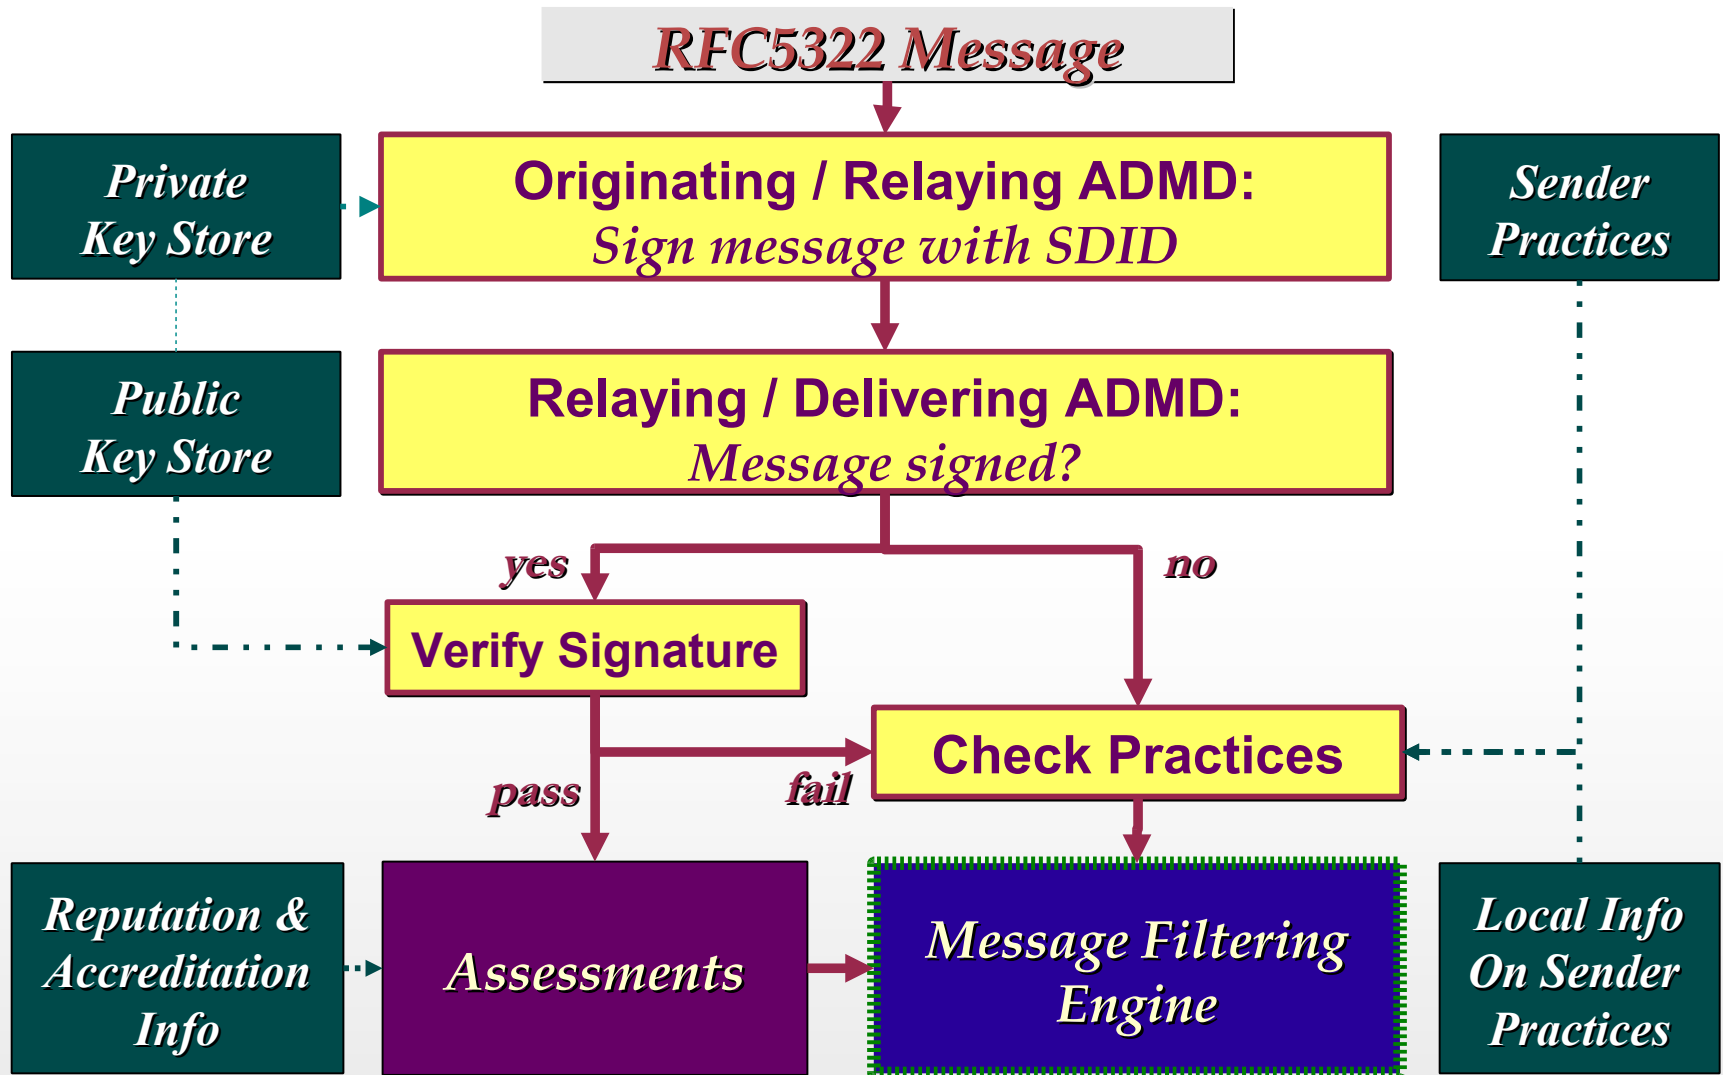 RFC5322 Message
Private
Key Store
Originating / Relaying ADMD:
Sign message with SDID
Sender
Practices
Public
Key Store
Relaying / Delivering ADMD:
Message signed?
yes
no
Verify Signature
Check Practices
pass
fail
Reputation &
Accreditation
Info
Assessments
Message Filtering
Engine
Local Info
On Sender
Practices